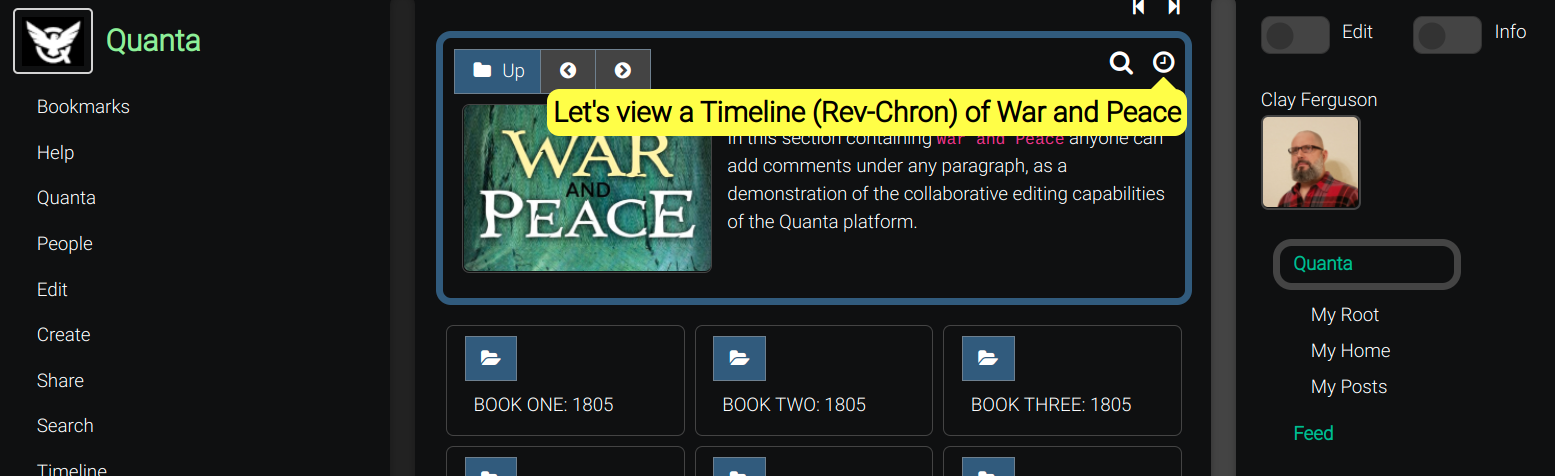 Quanta
Bookmarks
Help
Quanta
People
Edit
Create
Share
Search
Timeline
Up
Let's view a Timeline (Rev-Chron) of War and Peace
WAR
AND
PEACE
In this section containing War and Peace anyone can
add comments under any paragraph, as a
demonstration of the collaborative editing capabilities
of the Quanta platform.
BOOK ONE: 1805
BOOK TWO: 1805
BOOK THREE: 1805
Edit
Info
Clay Ferguson
Quanta
My Root
My Home
My Posts
Feed